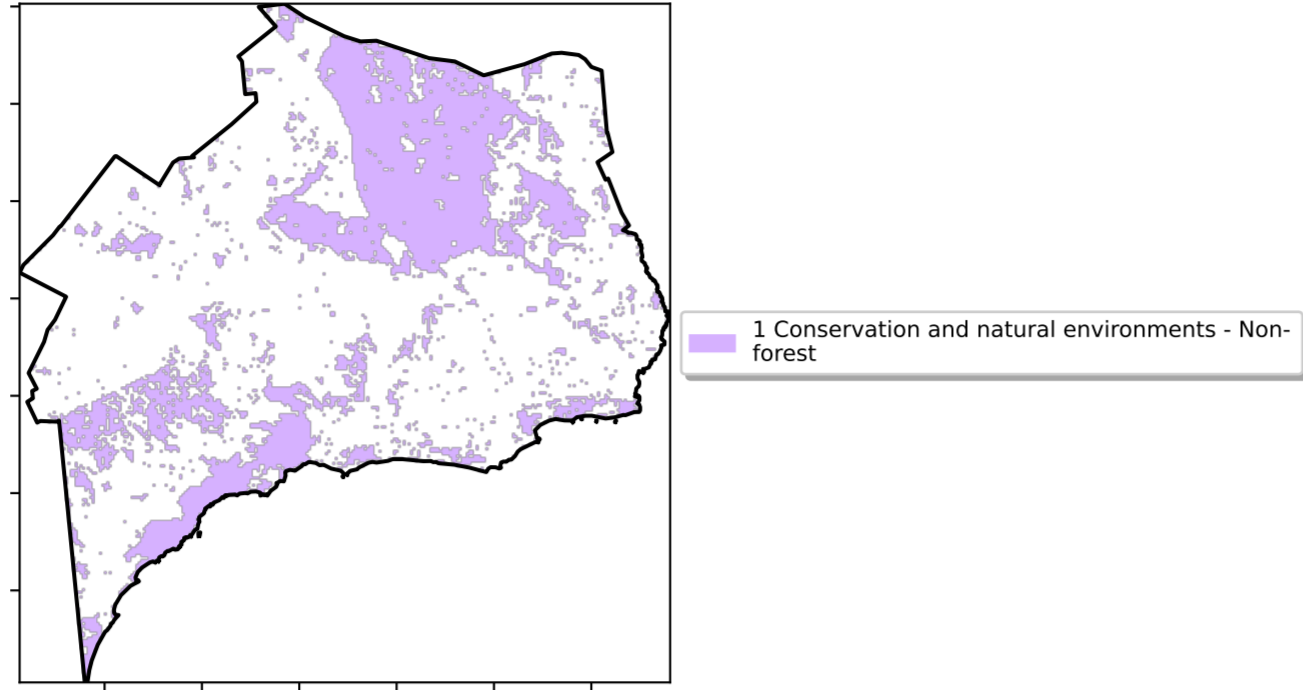 1 Conservation and natural environments - Non-
forest